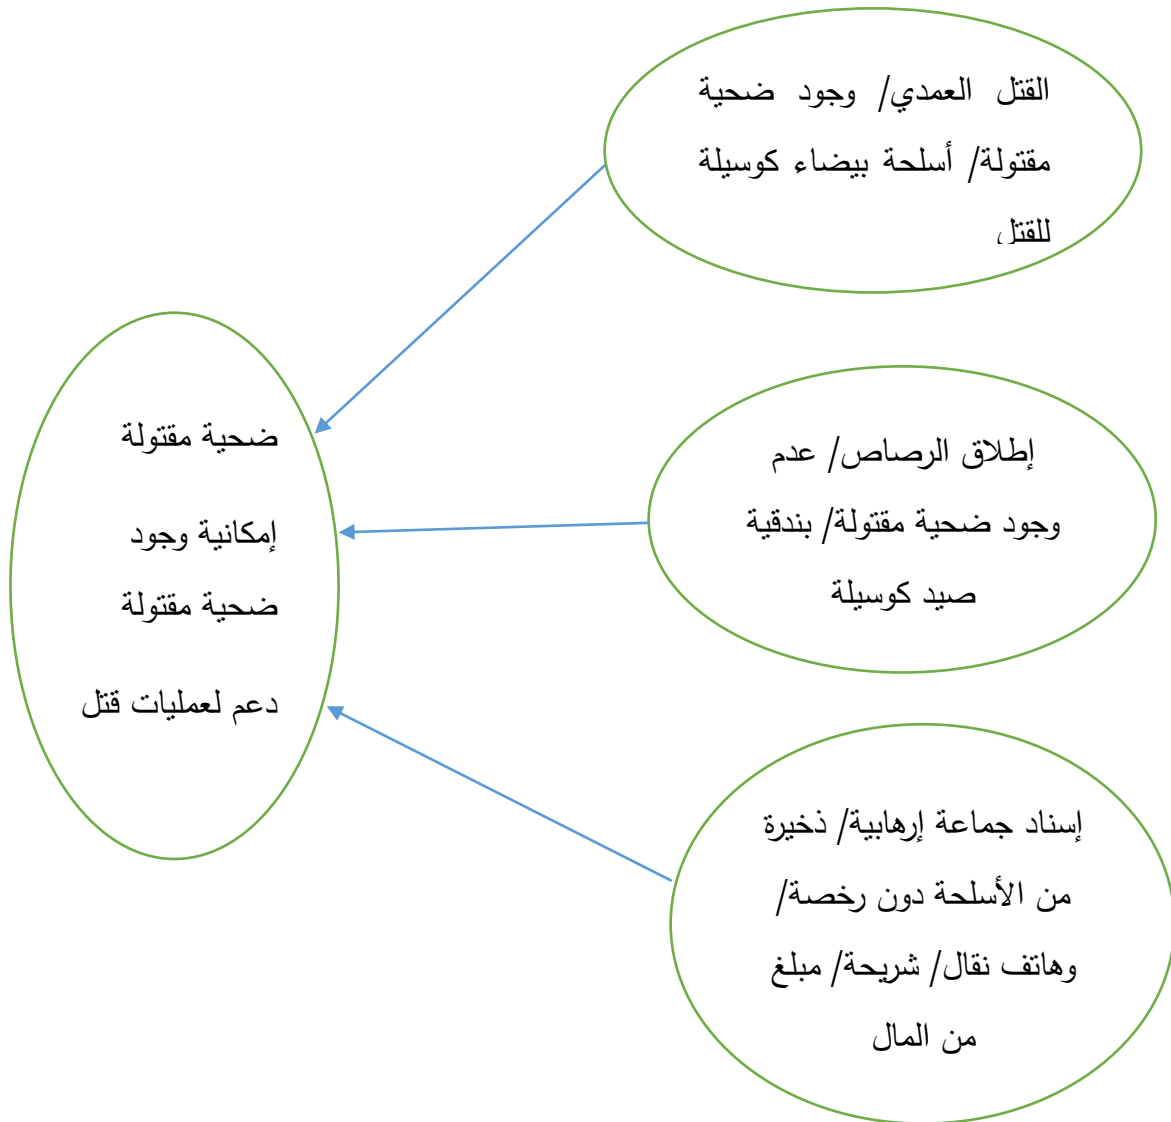 القتل العمدي/ وجود ضحية
مقتولة/ أسلحة بيضاء كوسيلة
للقتل
إطلاق الرصاص/ عدم
وجود ضحية مقتولة/ بندقية
صيد كوسيلة
إسناد جماعة إرهابية/ ذخيرة
من الأسلحة دون رخصة/
وهاتف نقال/ شريحة/ مبلغ
من المال
ضحية مقتولة
إمكانية وجود
ضحية مقتولة
دعم لعمليات قتل